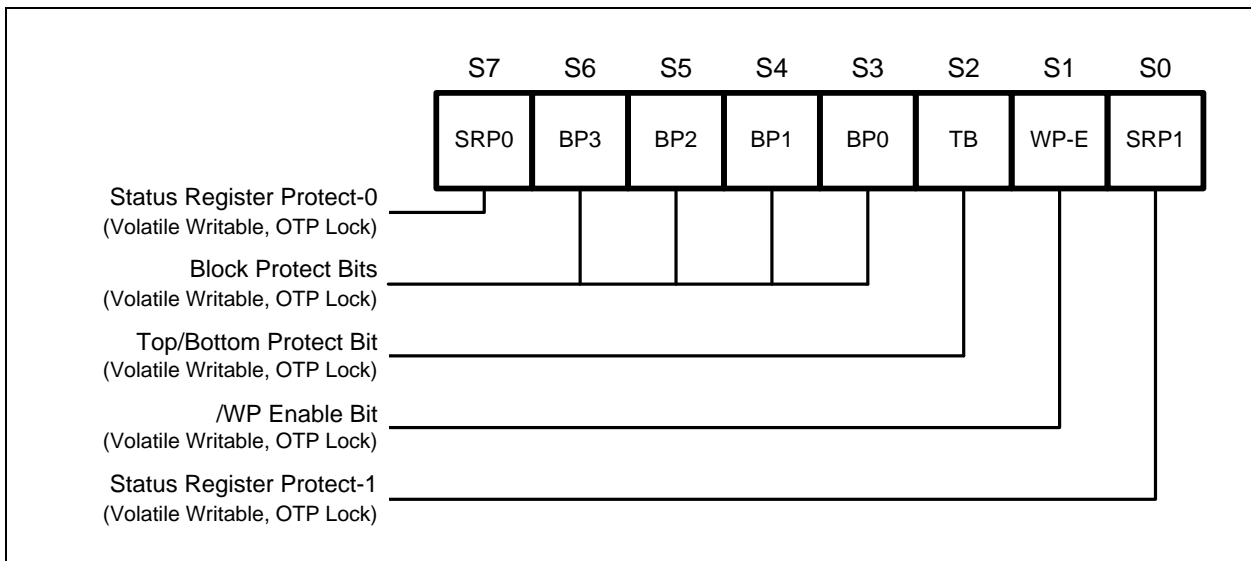 S7 S6 S5 S4 S3 S2 S1 S0
SRP0 BP3 BP2 BP1 BP0 TB WP-E SRP1
Status Register Protect-0
(Volatile Writable, OTP Lock)
Block Protect Bits
(Volatile Writable, OTP Lock)
Top/Bottom Protect Bit
(Volatile Writable, OTP Lock)
/WP Enable Bit
(Volatile Writable, OTP Lock)
Status Register Protect-1
(Volatile Writable, OTP Lock)